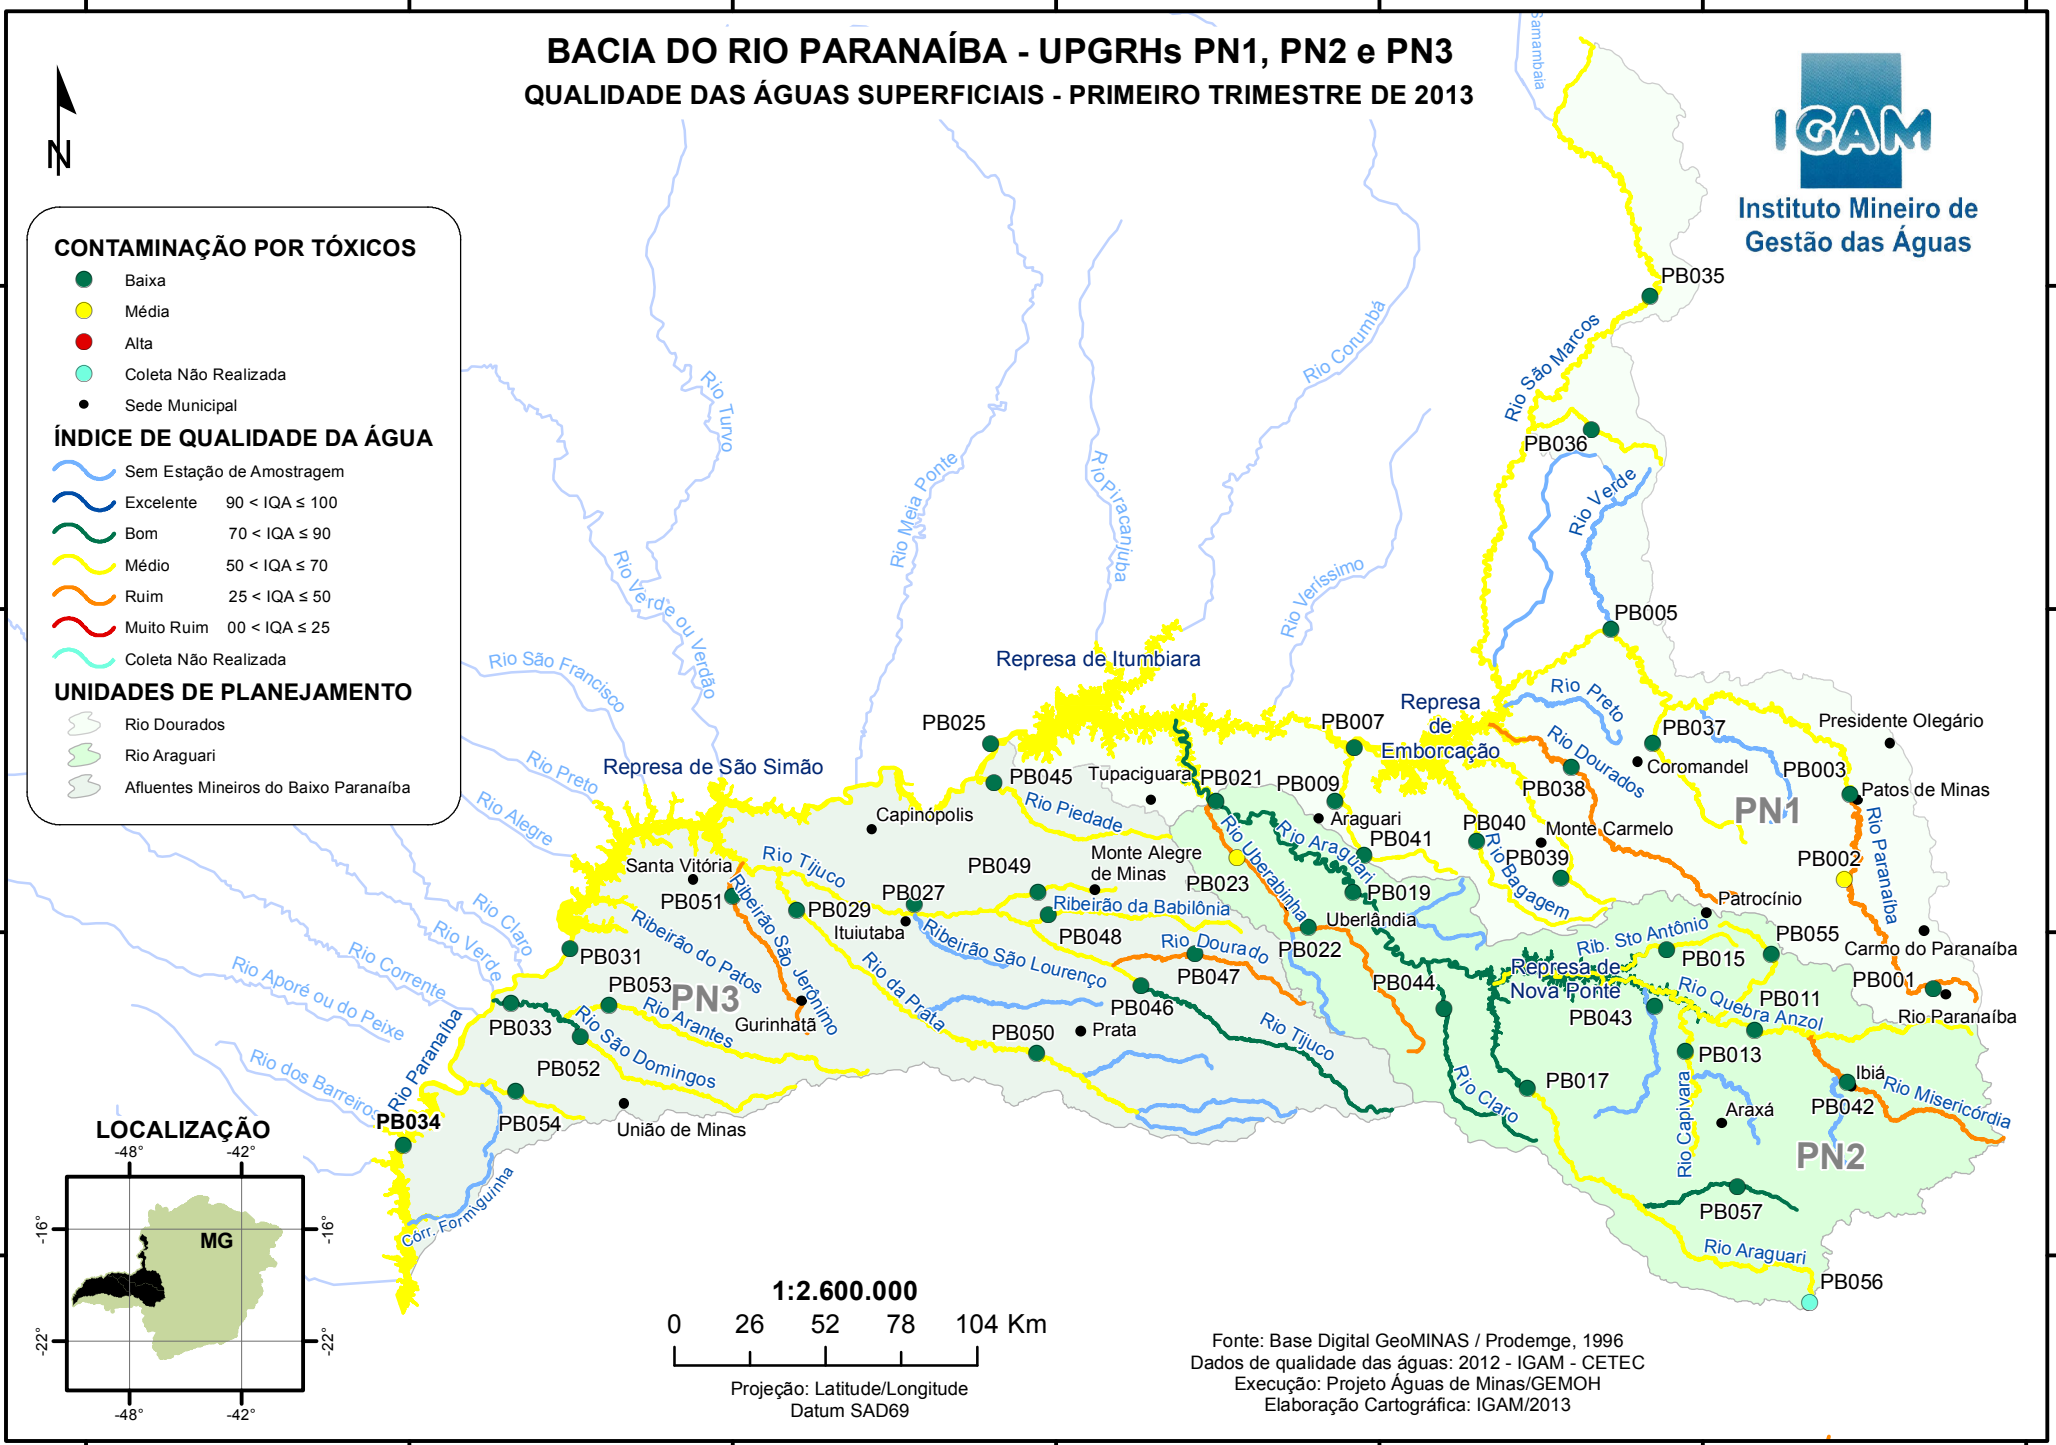 BACIA DO RIO PARANAÍBA - UPGRHs PN1, PN2 e PN3
QUALIDADE DAS ÁGUAS SUPERFICIAIS - PRIMEIRO TRIMESTRE DE 2013
N
IGAM
Instituto Mineiro de
Gestão das Águas
CONTAMINAÇÃO POR TÓXICOS
Baixa
Média
Alta
Coleta Não Realizada
Sede Municipal
ÍNDICE DE QUALIDADE DA ÁGUA
Sem Estação de Amostragem
Excelente 90 < IQA ≤ 100
Bom 70 < IQA ≤ 90
Médio 50 < IQA ≤ 70
Ruim 25 < IQA ≤ 50
Muito Ruim 00 < IQA ≤ 25
Coleta Não Realizada
UNIDADES DE PLANEJAMENTO
Rio Dourados
Rio Araguari
Afluentes Mineiros do Baixo Paranaíba
Samambaia
PB035
Rio São Marcos
Rio Corumbá
Rio Turvo
PB036
Rio Verde
Rio Meia Ponte
Rio Piracanjuba
Rio Veríssimo
Rio Verde ou Verdão
PB005
Rio São Francisco
Represa de Itumbiara
Rio Preto
Represa
de
Emborcação
PB025
PB007
PB037
Presidente Olegário
Rio Dourados
Rio Preto
Represa de São Simão
PB045
Tupaciguara
PB021
PB009
Coromandel
PB003
PB038
Patos de Minas
Rio Alegre
Capinópolis
Rio Piedade
Araguari
PN1
Rio Uberabinha
Rio Araguari
PB041
PB040
Monte Carmelo
Rio Paranaíba
Santa Vitória
Rio Tijuco
PB049
Monte Alegre
de Minas
PB039
PB002
PB023
Rio Bagagem
PB051
PB027
PB019
PB029
Ribeirão da Babilônia
Uberlândia
Patrocínio
Ituiutaba
Rio Claro
Rio Verde
Ribeirão do Patos
Ribeirão São Jerônimo
Ribeirão São Lourenço
PB048
Rio Dourado
PB022
Rib. Sto Antônio
PB055
Carmo do Paranaíba
PB031
Rio Corrente
PB047
PB015
Rio Aporé ou do Peixe
Rio da Prata
PB044
Represa de
Nova Ponte
PB001
PB053
PN3
PB046
Rio Quebra Anzol
PB011
PB033
Rio Arantes
Gurinhatã
Prata
PB043
Rio Paranaíba
Rio Paranaíba
Rio São Domingos
PB050
Rio Tijuco
PB013
Rio dos Barreiros
PB052
Rio Claro
PB017
Ibiá
Rio Misericórdia
PB042
Rio Capivara
Araxá
PB034
PB054
União de Minas
PN2
Córr. Formiguinha
PB057
Rio Araguari
PB056
LOCALIZAÇÃO
-48° -42°
-16° -16°
MG
-22° -22°
-48° -42°
1:2.600.000
0 26 52 78 104 Km
Projeção: Latitude/Longitude
Datum SAD69
Fonte: Base Digital GeoMINAS / Prodemge, 1996
Dados de qualidade das águas: 2012 - IGAM - CETEC
Execução: Projeto Águas de Minas/GEMOH
Elaboração Cartográfica: IGAM/2013